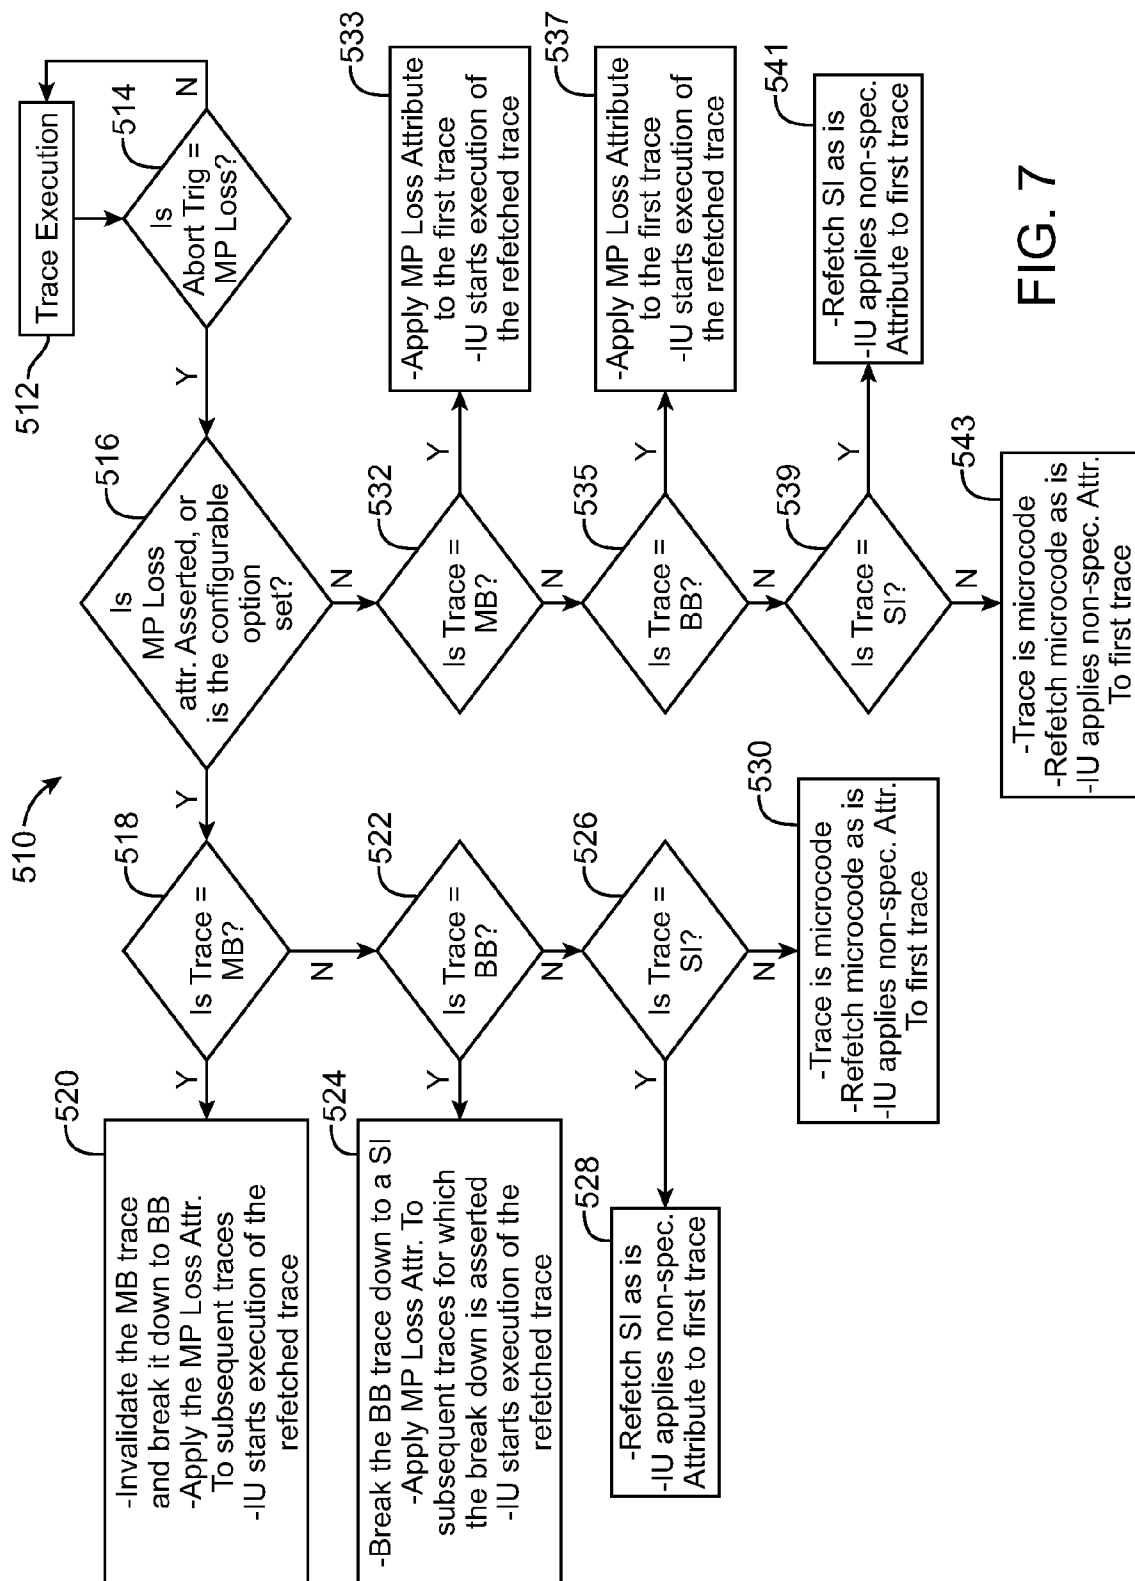 510
512
Trace Execution
514
Is
Abort Trig =
MP Loss?
N
Y
516
Is
MP Loss
attr. Asserted, or
is the configurable
option
set?
Y
N
518
Is Trace =
MB?
Y
N
520
-Invalidate the MB trace
and break it down to BB
-Apply the MP Loss Attr.
To subsequent traces
-IU starts execution of the
refetched trace
522
Is Trace =
BB?
Y
N
524
-Break the BB trace down to a SI
-Apply MP Loss Attr. To
subsequent traces for which
the break down is asserted
-IU starts execution of the
refetched trace
526
Is Trace =
SI?
Y
N
528
-Refetch SI as is
-IU applies non-spec.
Attribute to first trace
530
-Trace is microcode
-Refetch microcode as is
-IU applies non-spec. Attr.
To first trace
532
Is Trace =
MB?
Y
N
533
-Apply MP Loss Attribute
to the first trace
-IU starts execution of
the refetched trace
535
Is Trace =
BB?
Y
N
537
-Apply MP Loss Attribute
to the first trace
-IU starts execution of
the refetched trace
539
Is Trace =
SI?
Y
N
541
-Refetch SI as is
-IU applies non-spec.
Attribute to first trace
543
-Trace is microcode
-Refetch microcode as is
-IU applies non-spec. Attr.
To first trace
FIG. 7